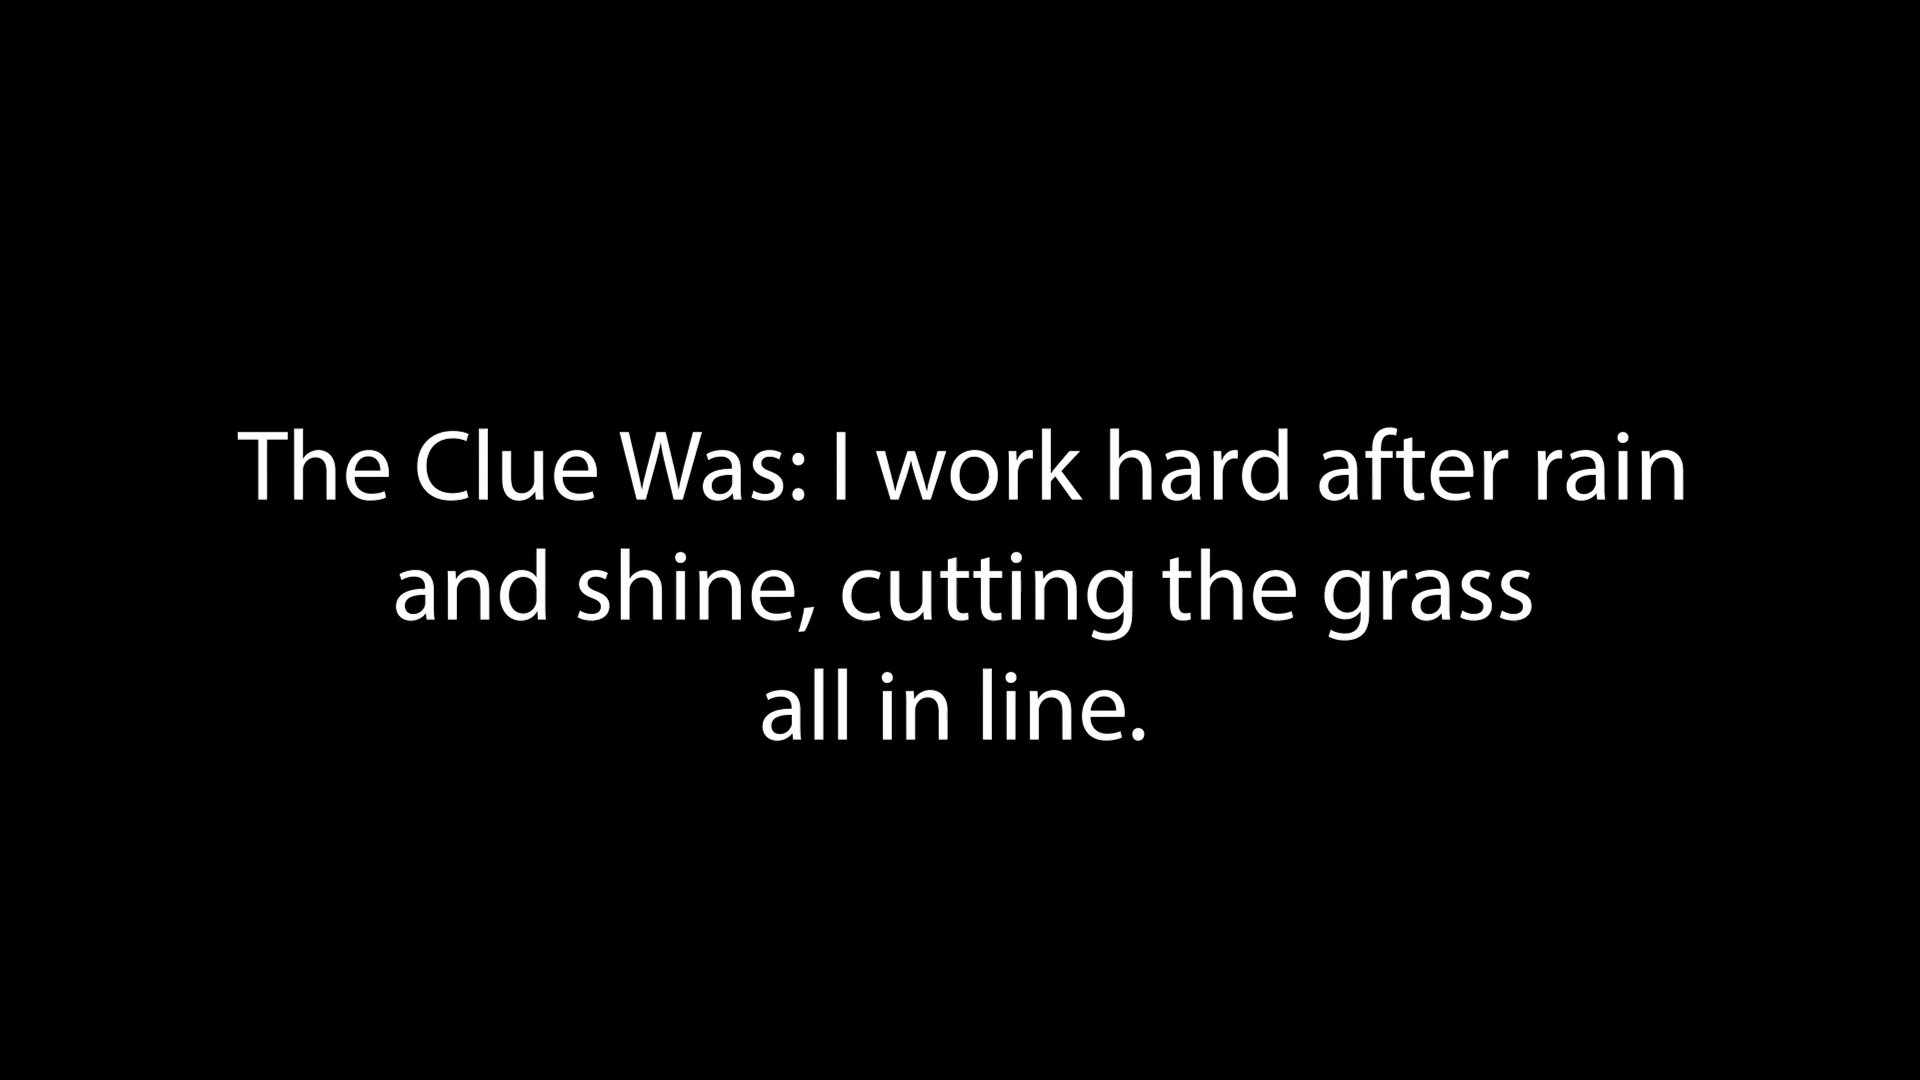 The Clue Was: I work hard after rain
and shine, cutting the grass
all in line.